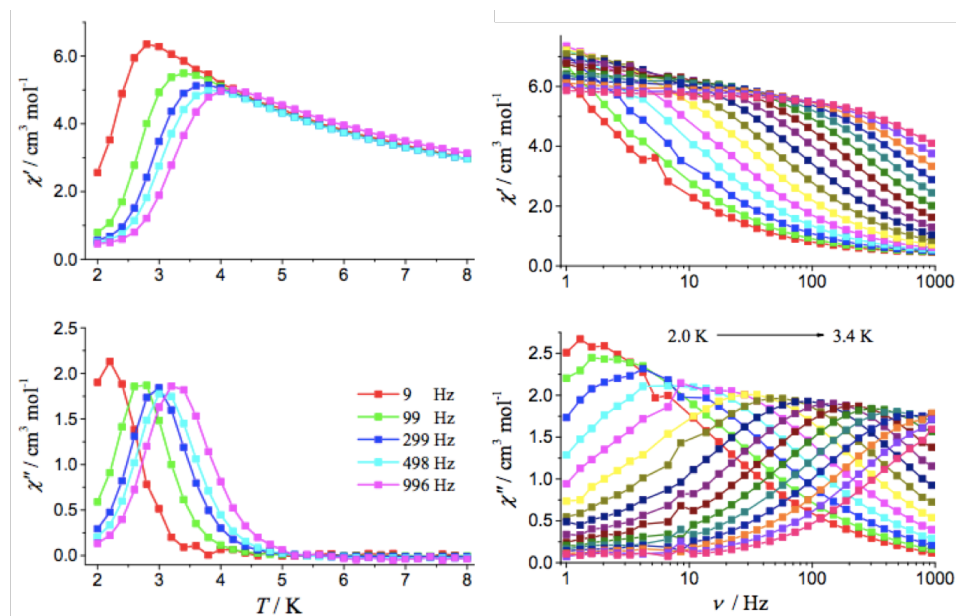 χ′ / cm³ mol⁻¹
6.0
4.0
2.0
0.0
2 3 4 5 6 7 8
χ′ / cm³ mol⁻¹
6.0
4.0
2.0
0.0
1 10 100 1000
χ″ / cm³ mol⁻¹
2.5
2.0
1.5
1.0
0.5
0.0
2 3 4 5 6 7 8
T / K
9 Hz
99 Hz
299 Hz
498 Hz
996 Hz
χ″ / cm³ mol⁻¹
2.5
2.0
1.5
1.0
0.5
0.0
1 10 100 1000
ν / Hz
2.0 K 3.4 K